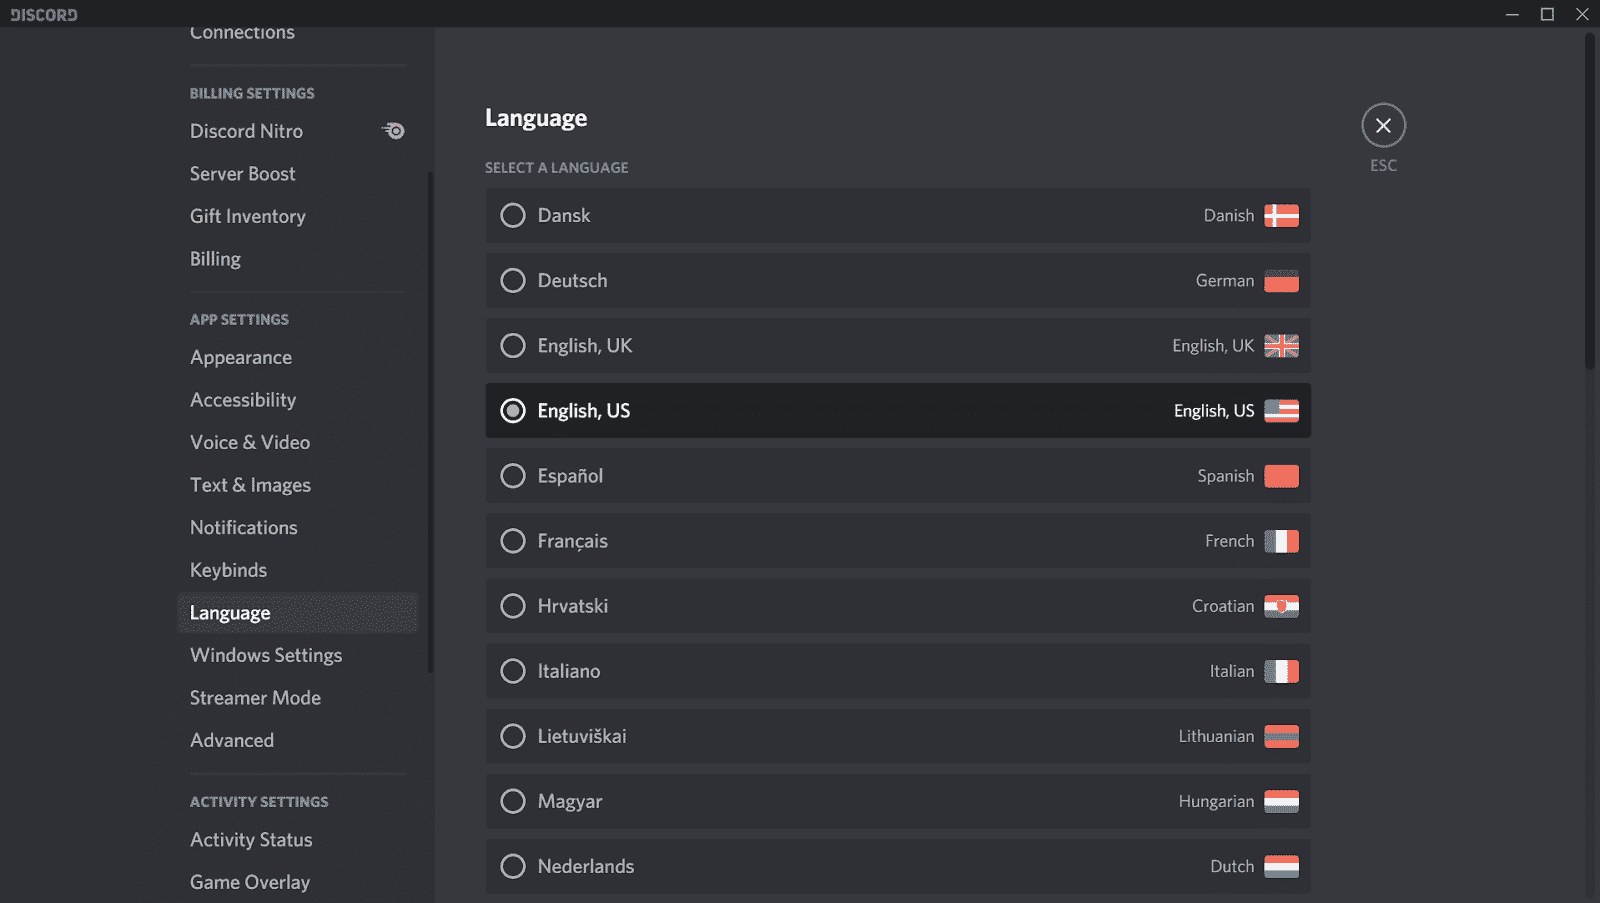 DISCORD
Connections
BILLING SETTINGS
Discord Nitro
Server Boost
Gift Inventory
Billing
APP SETTINGS
Appearance
Accessibility
Voice & Video
Text & Images
Notifications
Keybinds
Language
Windows Settings
Streamer Mode
Advanced
ACTIVITY SETTINGS
Activity Status
Game Overlay
Language
ESC
SELECT A LANGUAGE
Dansk Danish
Deutsch German
English, UK English, UK
English, US English, US
Español Spanish
Français French
Hrvatski Croatian
Italiano Italian
Lietuviškai Lithuanian
Magyar Hungarian
Nederlands Dutch